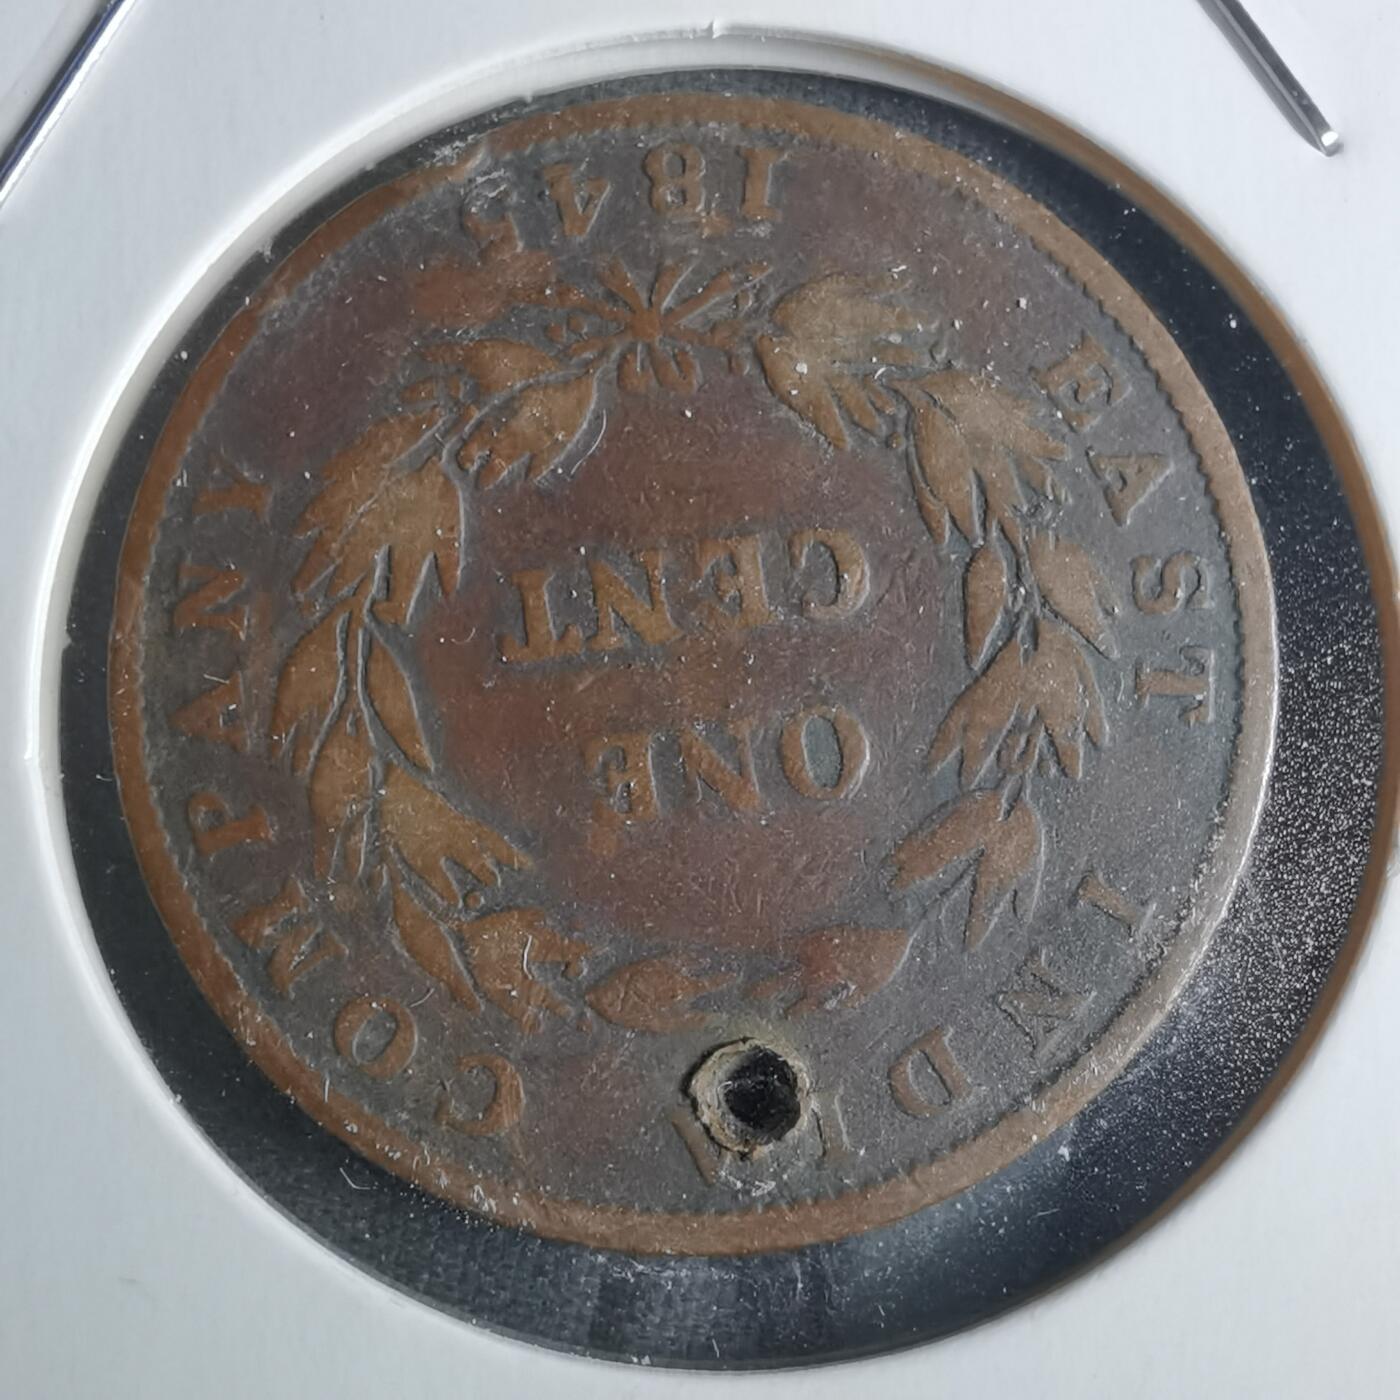 EAST INDIA COMPANY
ONE
CENT
1845